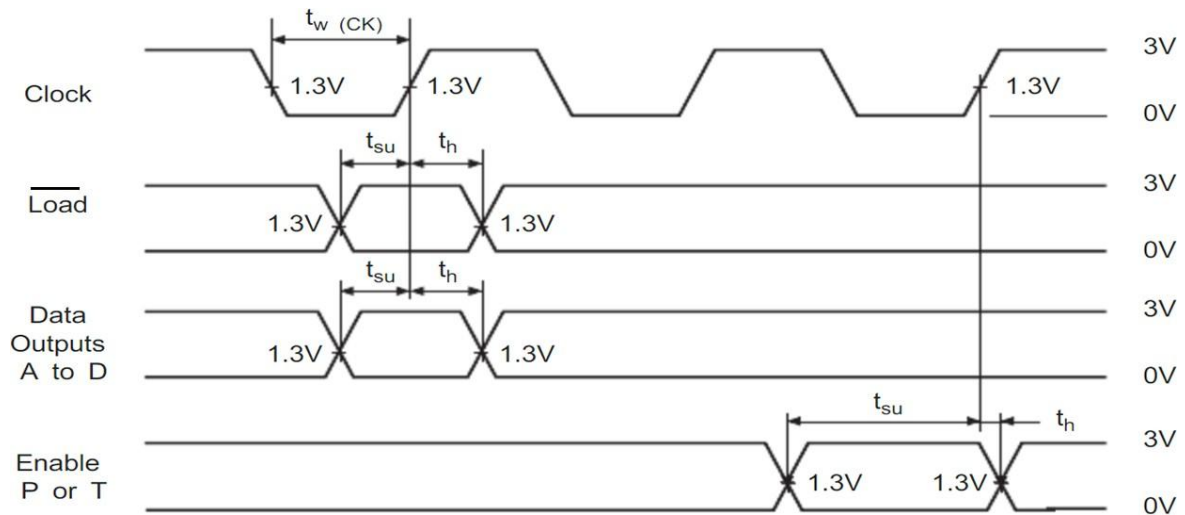 t_w (CK)
3V
Clock
1.3V
1.3V
1.3V
0V
t_su
t_h
3V
Load
1.3V
1.3V
0V
t_su
t_h
Data
Outputs
A to D
3V
1.3V
1.3V
0V
t_su
t_h
3V
Enable
P or T
1.3V
1.3V
0V